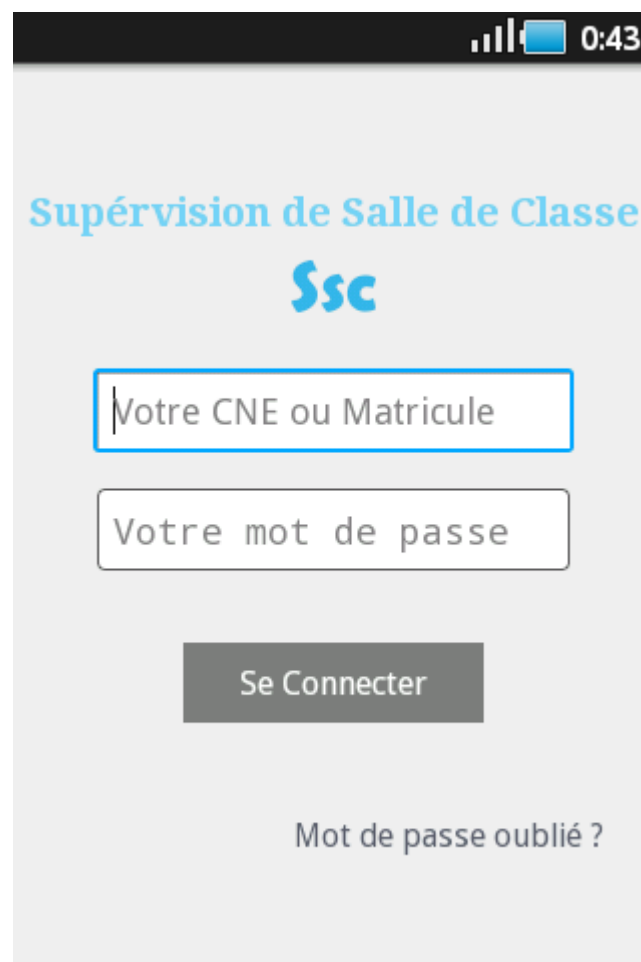 0:43
Supérvision de Salle de Classe
Ssc
Votre CNE ou Matricule
Votre mot de passe
Se Connecter
Mot de passe oublié ?